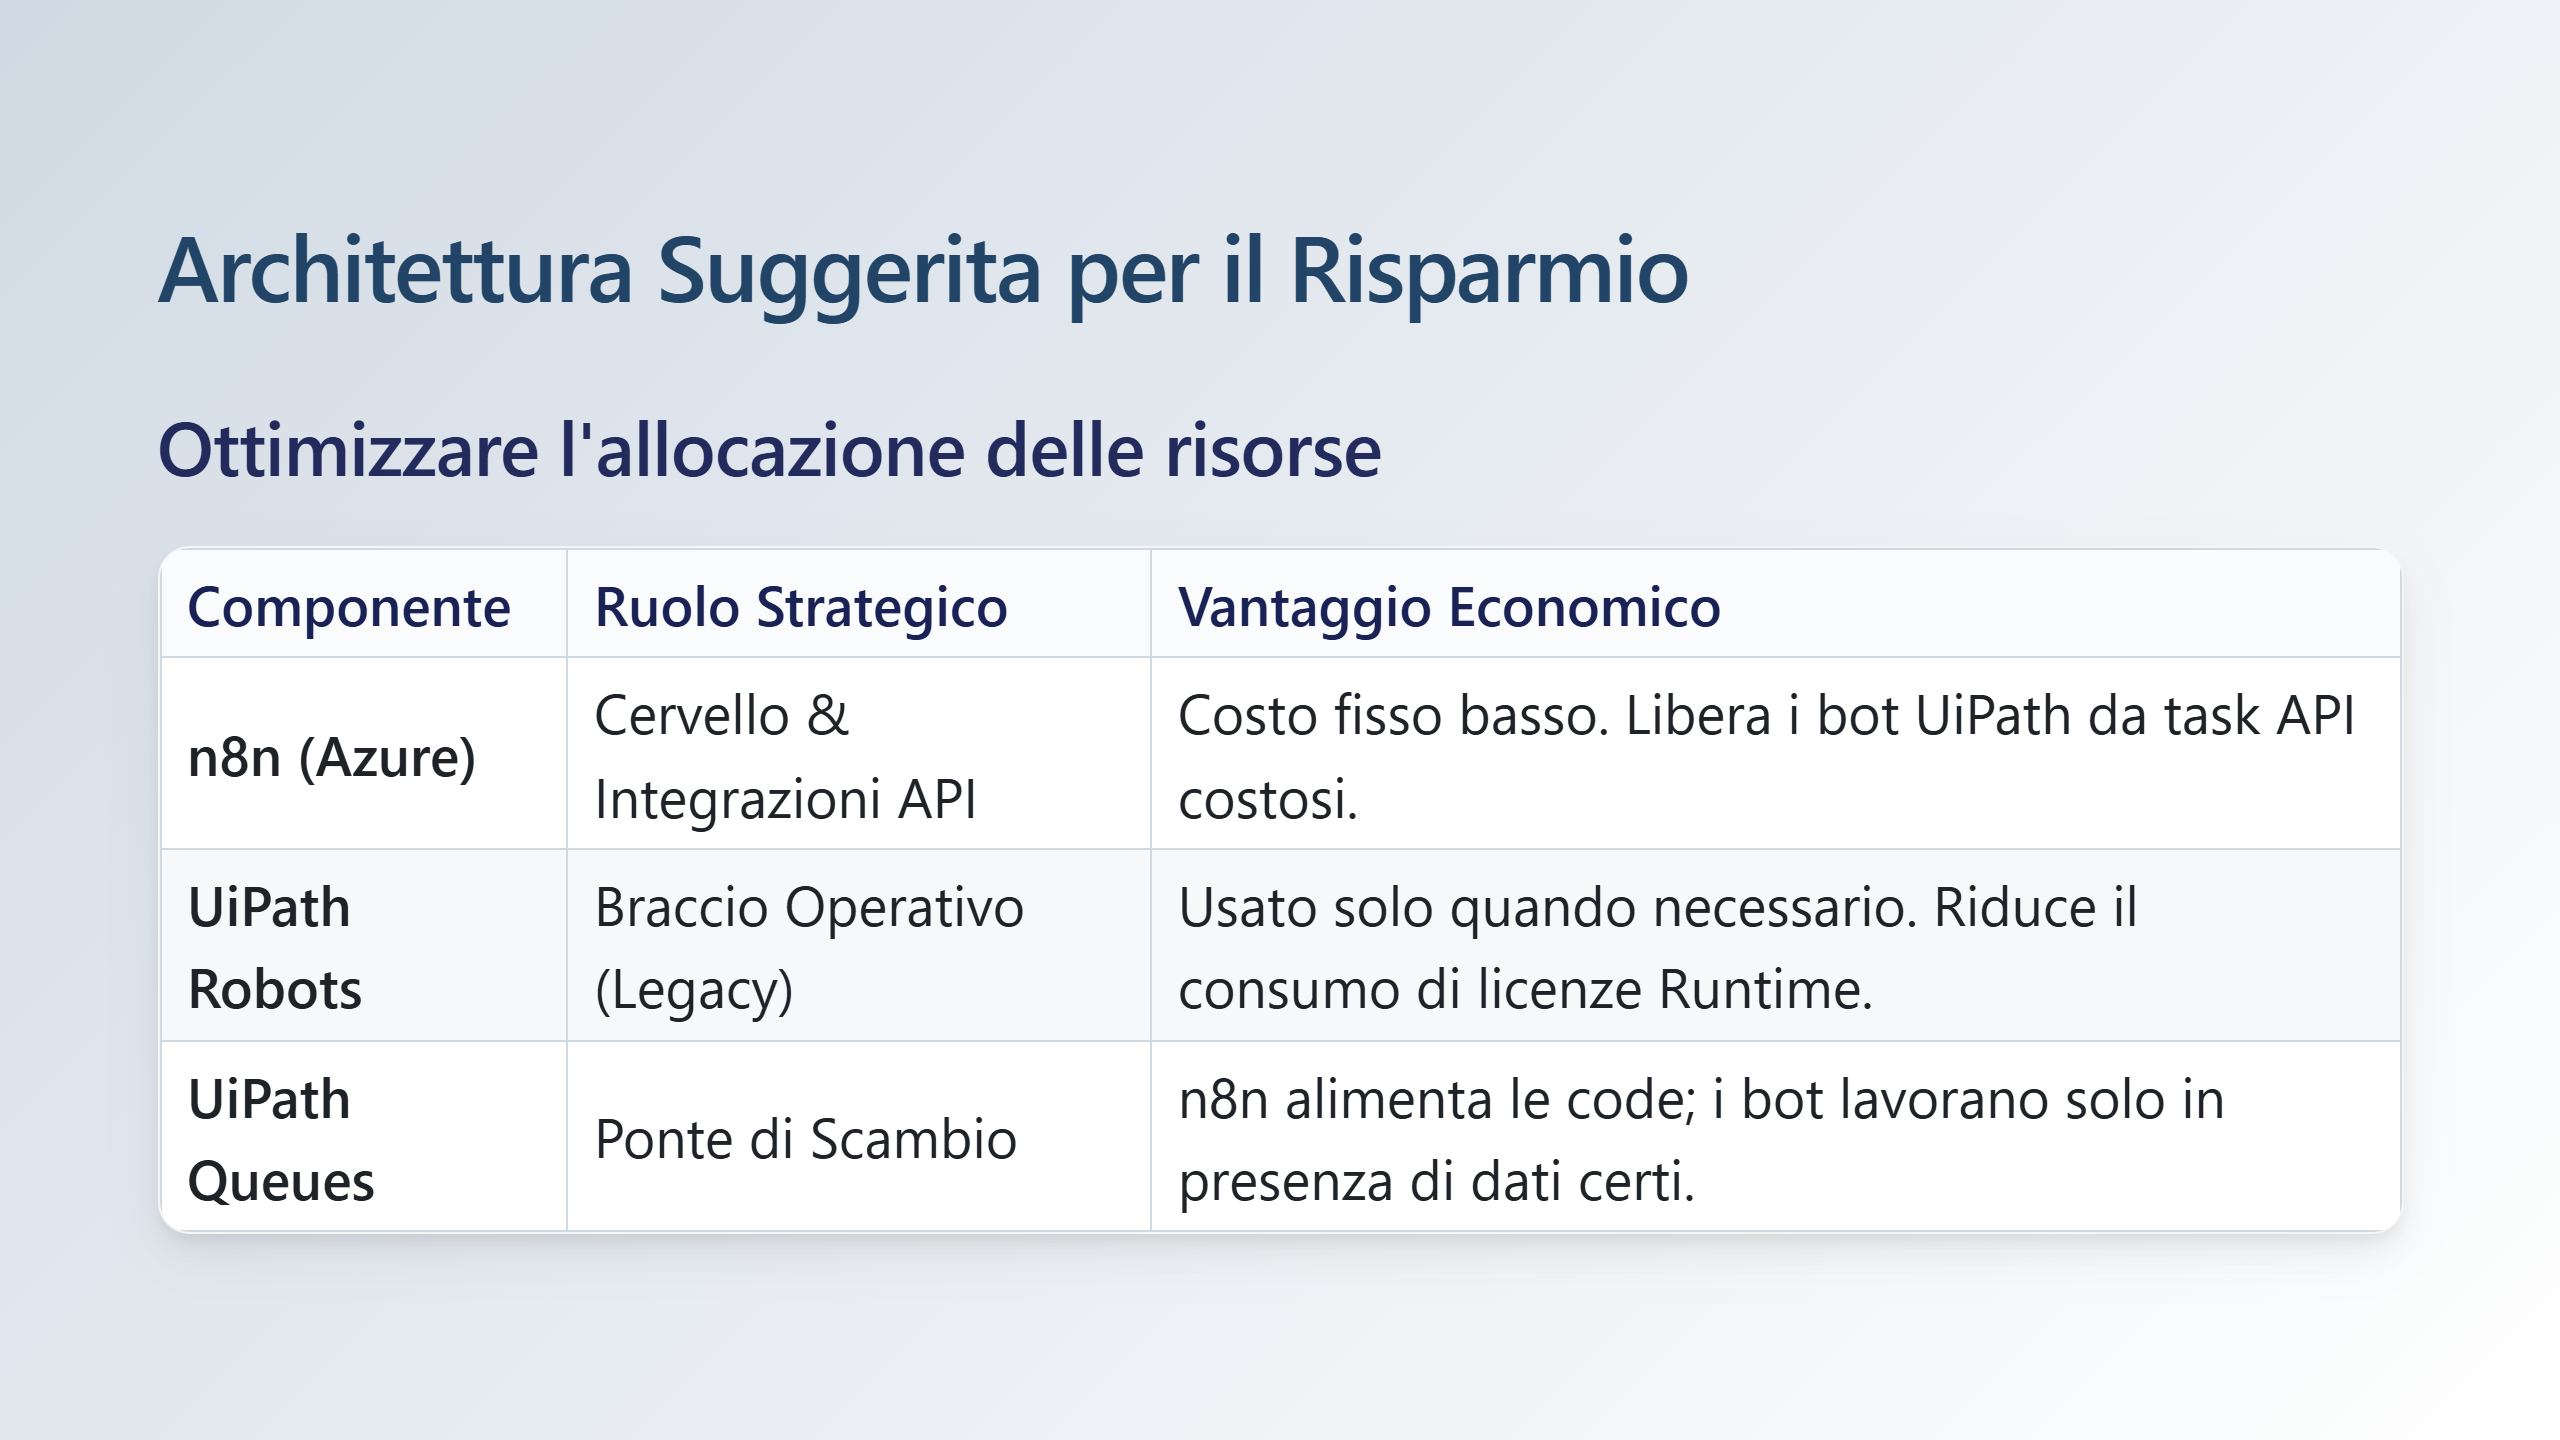 Architettura Suggerita per il Risparmio
Ottimizzare l'allocazione delle risorse
Componente
Ruolo Strategico
Vantaggio Economico
n8n (Azure)
Cervello &
Integrazioni API
Costo fisso basso. Libera i bot UiPath da task API
costosi.
UiPath
Robots
Braccio Operativo
(Legacy)
Usato solo quando necessario. Riduce il
consumo di licenze Runtime.
UiPath
Queues
Ponte di Scambio
n8n alimenta le code; i bot lavorano solo in
presenza di dati certi.